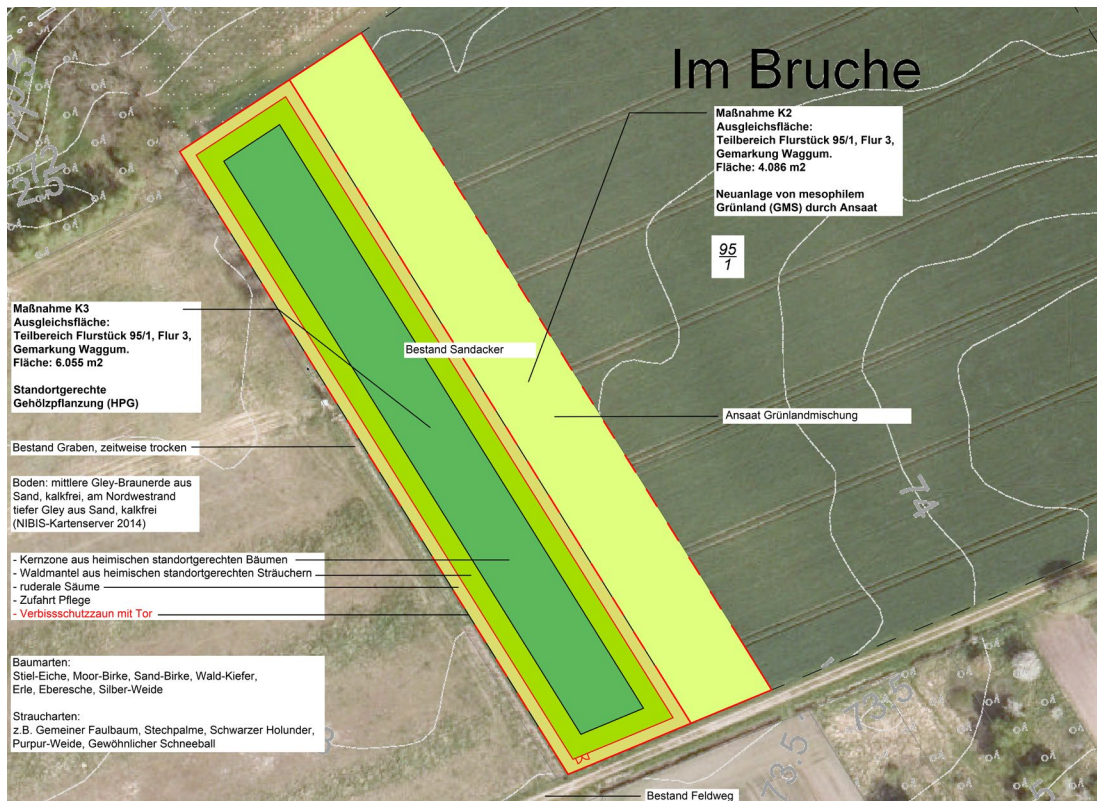 Im Bruche
Maßnahme K2
Ausgleichsfläche:
Teilbereich Flurstück 95/1, Flur 3,
Gemarkung Waggum.
Fläche: 4.086 m2
Neuanlage von mesophilem
Grünland (GMS) durch Ansaat
95
1
Maßnahme K3
Ausgleichsfläche:
Teilbereich Flurstück 95/1, Flur 3,
Gemarkung Waggum.
Fläche: 6.055 m2
Standortgerechte
Gehölzpflanzung (HPG)
Bestand Sandacker
Ansaat Grünlandmischung
Bestand Graben, zeitweise trocken
Boden: mittlere Gley-Braunerde aus
Sand, kalkfrei, am Nordwestrand
tiefer Gley aus Sand, kalkfrei
(NIBIS-Kartenserver 2014)
74
- Kernzone aus heimischen standortgerechten Bäumen
- Waldmantel aus heimischen standortgerechten Sträuchern
- ruderale Säume
- Zufahrt Pflege
- Verbissschutzzaun mit Tor
Baumarten:
Stiel-Eiche, Moor-Birke, Sand-Birke, Wald-Kiefer,
Erle, Eberesche, Silber-Weide
Straucharten:
z.B. Gemeiner Faulbaum, Stechpalme, Schwarzer Holunder,
Purpur-Weide, Gewöhnlicher Schneeball
73.5
73.5
Bestand Feldweg